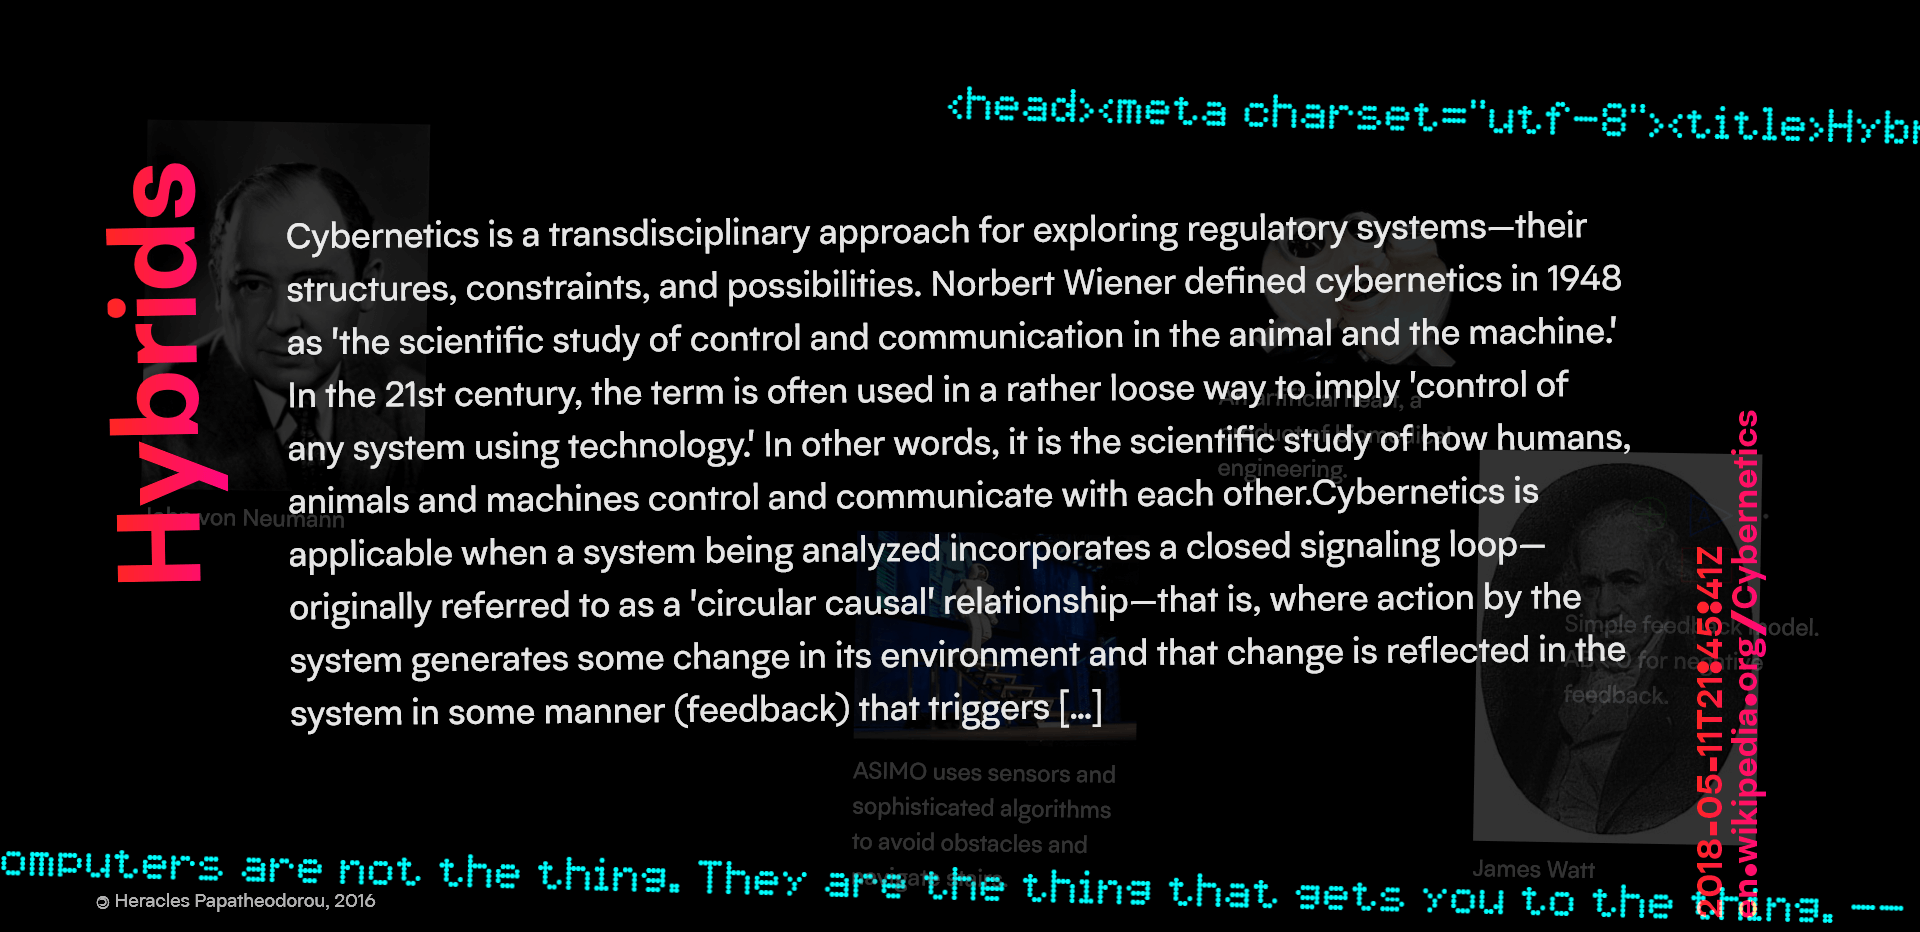 <head><meta charset="utf-8"><title>Hybr
Hybrids
Cybernetics is a transdisciplinary approach for exploring regulatory systems—their
structures, constraints, and possibilities. Norbert Wiener defined cybernetics in 1948
as 'the scientific study of control and communication in the animal and the machine.'
In the 21st century, the term is often used in a rather loose way to imply 'control of
any system using technology.' In other words, it is the scientific study of how humans,
animals and machines control and communicate with each other.Cybernetics is
applicable when a system being analyzed incorporates a closed signaling loop—
originally referred to as a 'circular causal' relationship—that is, where action by the
system generates some change in its environment and that change is reflected in the
system in some manner (feedback) that triggers [...]
John von Neumann
An artificial heart, a
product of biomedical
engineering.
Simple feedback model.
AB < 0 for negative
feedback.
ASIMO uses sensors and
sophisticated algorithms
to avoid obstacles and
navigate stairs.
James Watt
2018-05-11T21:45:41Z
en.wikipedia.org/Cybernetics
omputers are not the thing. They are the thing that gets you to the thing. --
© Heracles Papatheodorou, 2016